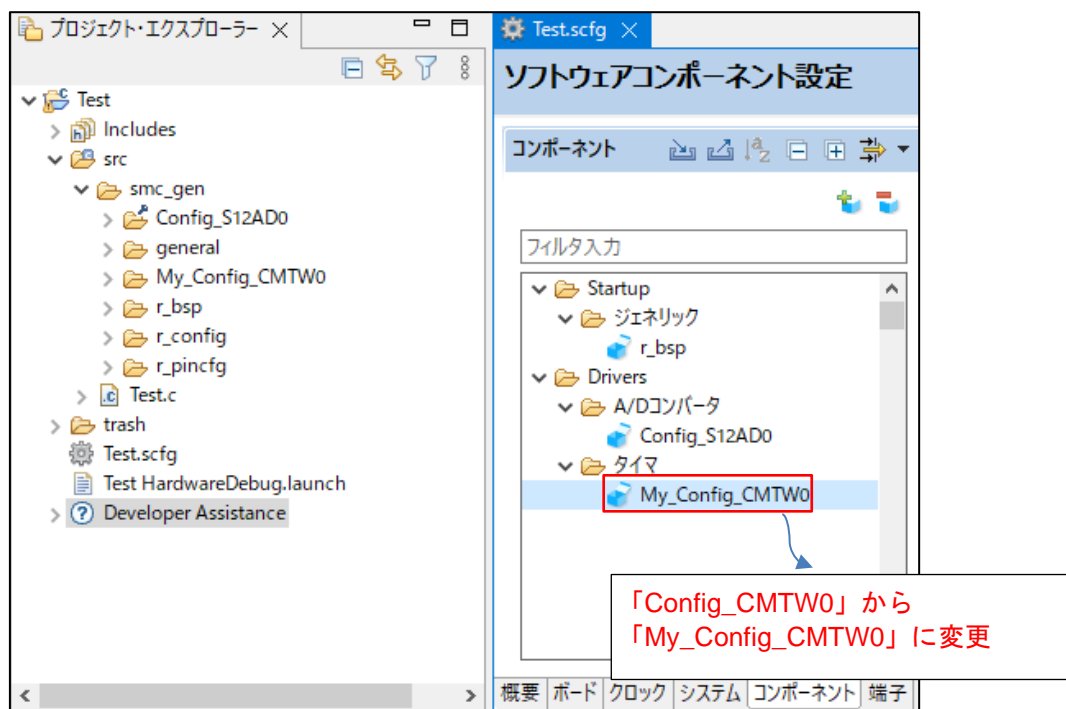 プロジェクト・エクスプローラー
Test
Includes
src
smc_gen
Config_S12AD0
general
My_Config_CMTW0
r_bsp
r_config
r_pincfg
Test.c
trash
Test.scfg
Test HardwareDebug.launch
Developer Assistance
Test.scfg
ソフトウェアコンポーネント設定
コンポーネント
フィルタ入力
Startup
ジェネリック
r_bsp
Drivers
A/Dコンバータ
Config_S12AD0
タイマ
My_Config_CMTW0
「Config_CMTW0」から
「My_Config_CMTW0」に変更
概要 ボード クロック システム コンポーネント 端子